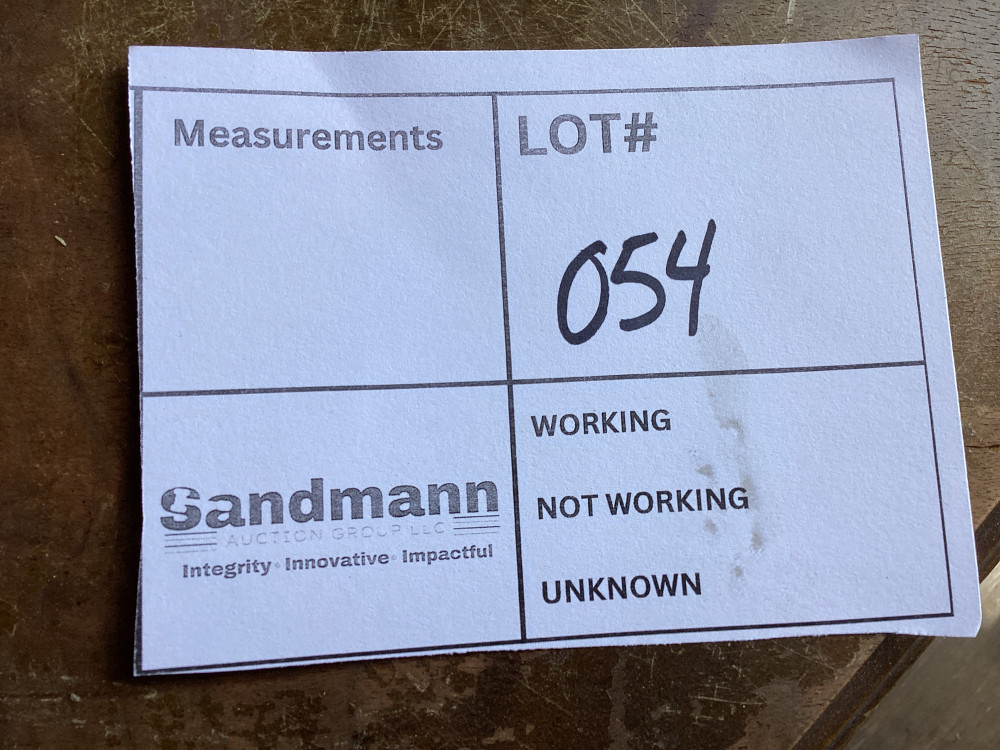 Measurements
LOT#
054
Sandmann
AUCTION GROUP LLC
Integrity · Innovative · Impactful
WORKING
NOT WORKING
UNKNOWN